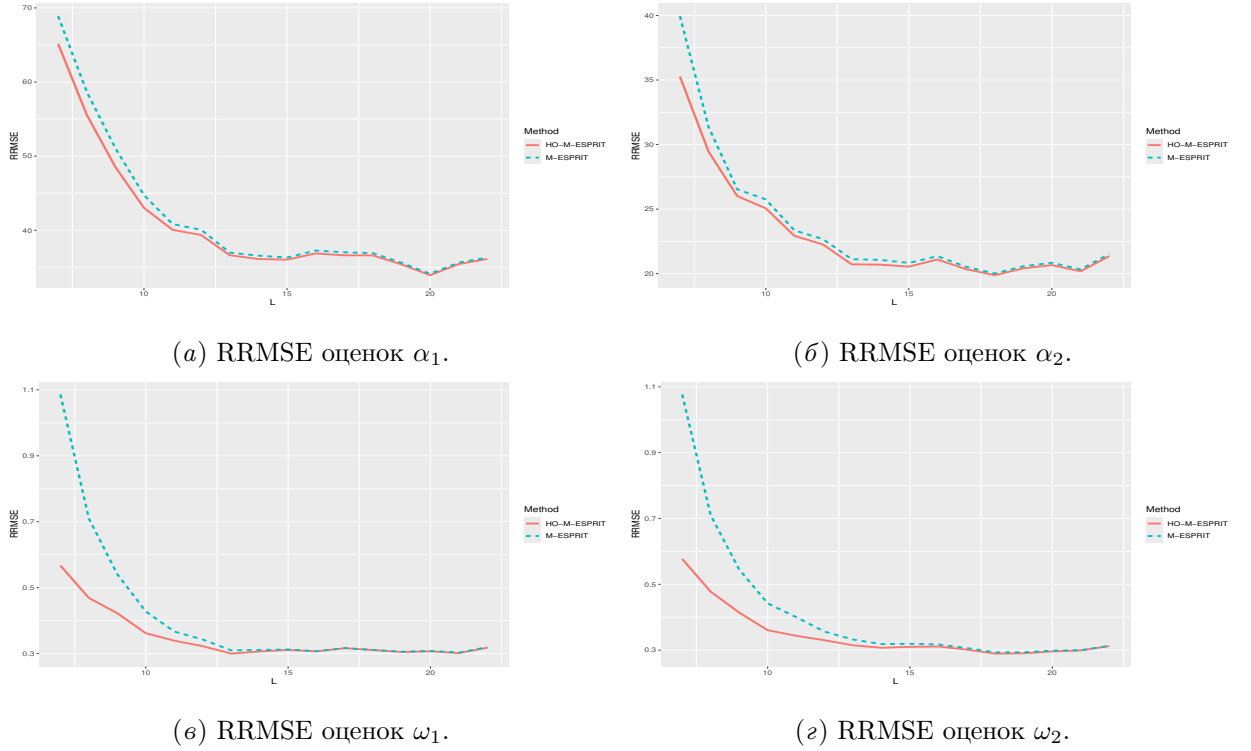 70
60
50
40
RRMSE
10
15
20
L
Method
HO−M−ESPRIT
M−ESPRIT
40
35
30
25
20
RRMSE
10
15
20
L
Method
HO−M−ESPRIT
M−ESPRIT
(а) RRMSE оценок α₁.
(б) RRMSE оценок α₂.
1.1
0.9
0.7
0.5
0.3
RRMSE
10
15
20
L
Method
HO−M−ESPRIT
M−ESPRIT
1.1
0.9
0.7
0.5
0.3
RRMSE
10
15
20
L
Method
HO−M−ESPRIT
M−ESPRIT
(в) RRMSE оценок ω₁.
(г) RRMSE оценок ω₂.